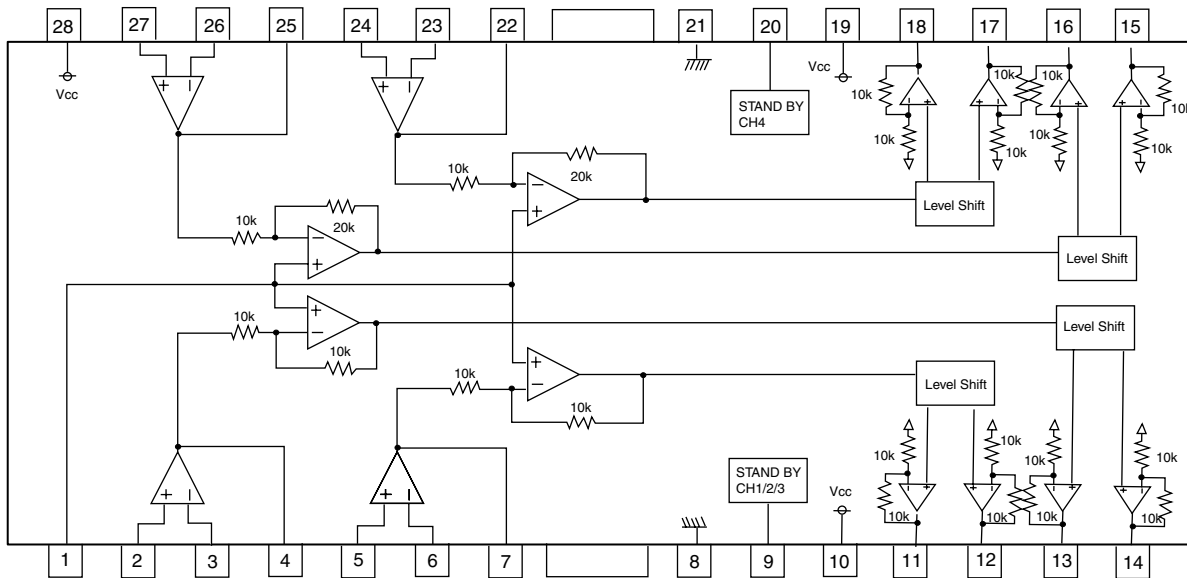 28 27 26 25 24 23 22 21 20 19 18 17 16 15
Vcc
+ −
+ −
STAND BY
CH4
Vcc
10k 10k 10k 10k
− + + − − + + −
10k 10k 10k 10k
10k
20k
−
+
Level Shift
10k
20k
−
+
Level Shift
10k
+
−
10k
Level Shift
10k
+
−
10k
Level Shift
+ −
+ −
STAND BY
CH1/2/3
Vcc
10k 10k 10k 10k
− + + − − + + −
10k 10k 10k 10k
1 2 3 4 5 6 7 8 9 10 11 12 13 14